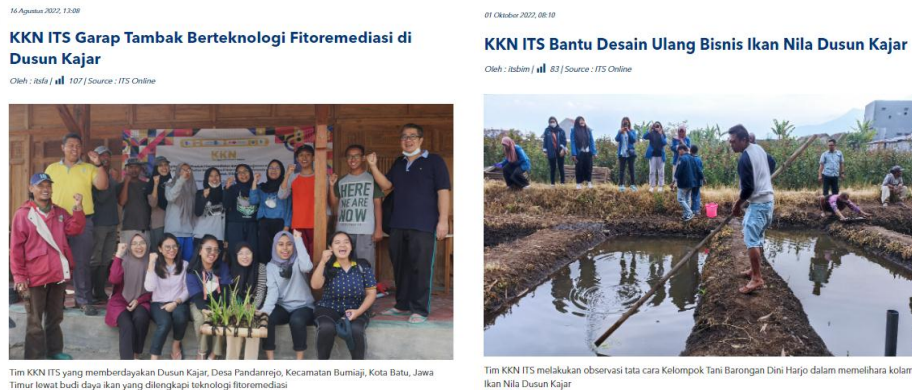 16 Agustus 2022, 13:08
KKN ITS Garap Tambak Berteknologi Fitoremediasi di
Dusun Kajar
Oleh : itsfa | 107 | Source : ITS Online
KKN
HERE
WE ARE
NOW
Tim KKN ITS yang memberdayakan Dusun Kajar, Desa Pandanrejo, Kecamatan Bumiaji, Kota Batu, Jawa
Timur lewat budi daya ikan yang dilengkapi teknologi fitoremediasi
01 Oktober 2022, 08:10
KKN ITS Bantu Desain Ulang Bisnis Ikan Nila Dusun Kajar
Oleh : itsbim | 83 | Source : ITS Online
Tim KKN ITS melakukan observasi tata cara Kelompok Tani Barongan Dini Harjo dalam memelihara kolam
Ikan Nila Dusun Kajar